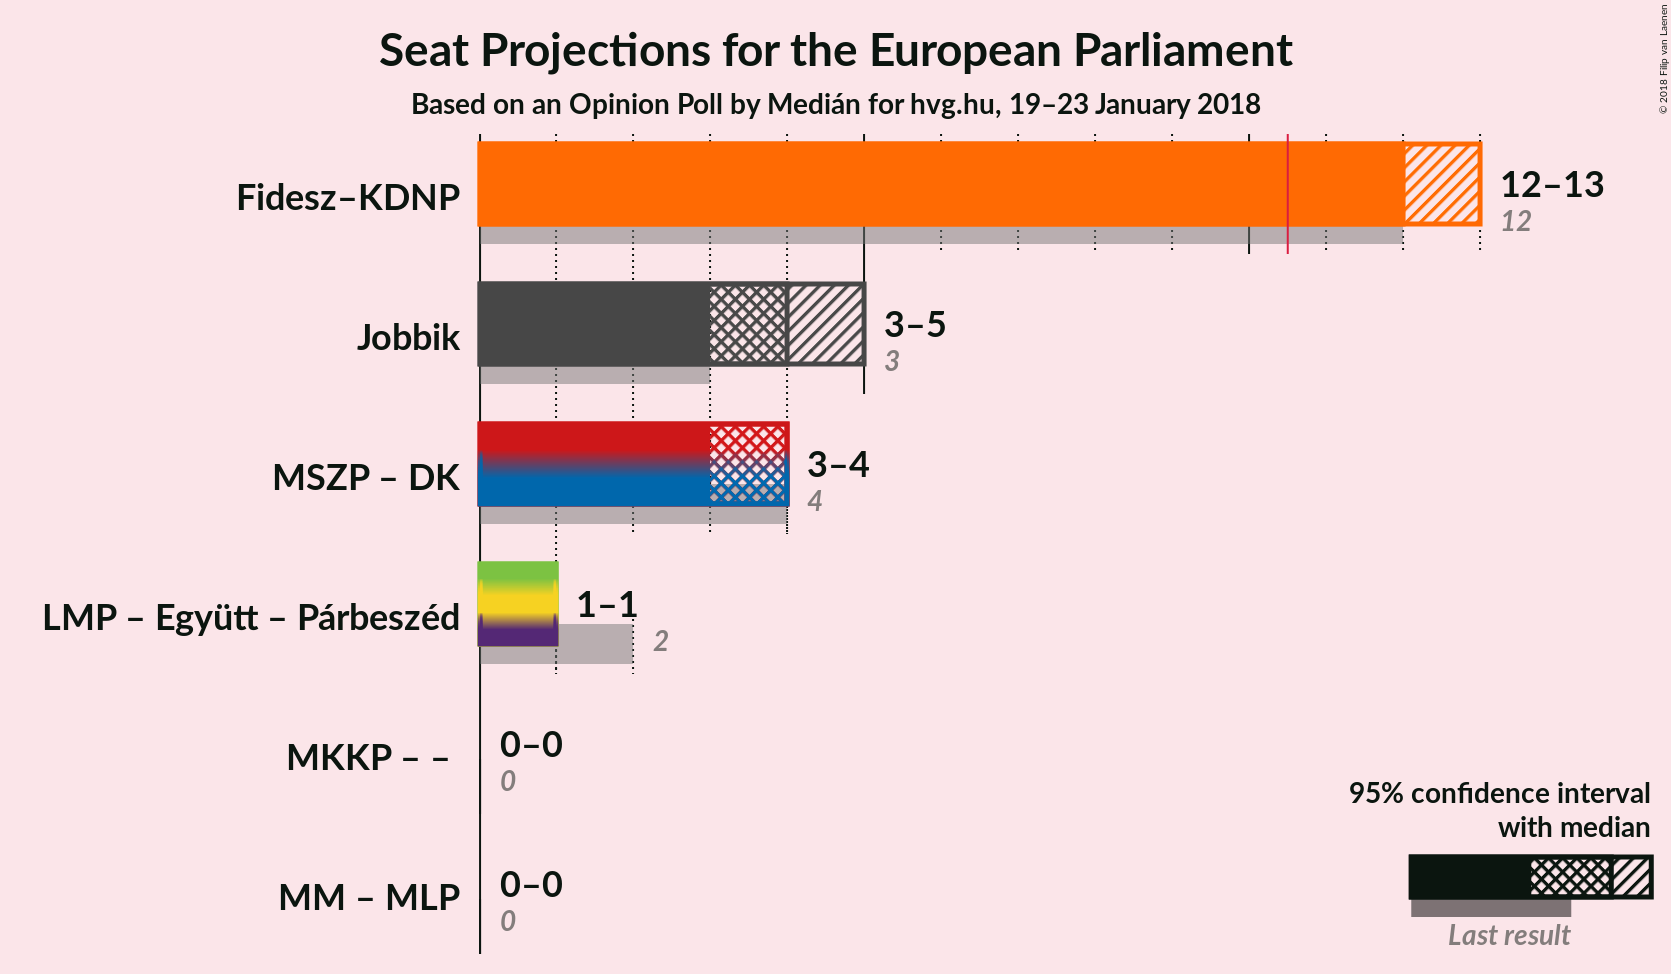 Seat Projections for the European Parliament
Based on an Opinion Poll by Medián for hvg.hu, 19–23 January 2018
© 2018 Filip van Laenen
Fidesz–KDNP
12–13
12
Jobbik
3–5
3
MSZP – DK
3–4
4
LMP – Együtt – Párbeszéd
1–1
2
MKKP – –
0–0
0
MM – MLP
0–0
0
95% confidence interval
with median
Last result